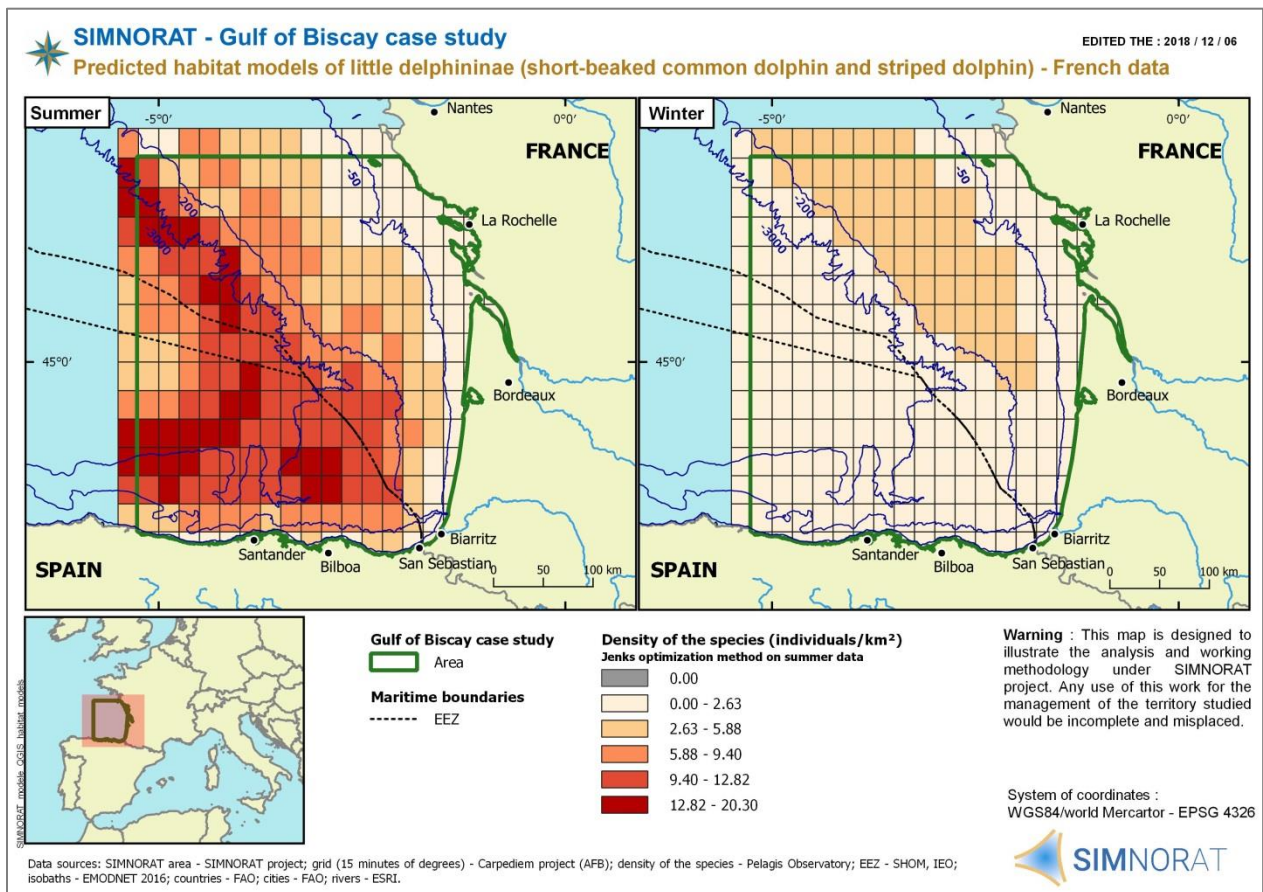 SIMNORAT - Gulf of Biscay case study
EDITED THE : 2018 / 12 / 06
Predicted habitat models of little delphininae (short-beaked common dolphin and striped dolphin) - French data
Summer
-5°0'
Nantes
0°0'
FRANCE
-50
-200
-3000
La Rochelle
45°0'
Bordeaux
Biarritz
Santander
Bilboa
San Sebastian
SPAIN
0 50 100 km
Winter
-5°0'
Nantes
0°0'
FRANCE
-50
-200
-3000
La Rochelle
45°0'
Bordeaux
Biarritz
Santander
Bilboa
San Sebastian
SPAIN
0 50 100 km
SIMNORAT_modele_QGIS_habitat_models
Gulf of Biscay case study
Area
Maritime boundaries
EEZ
Density of the species (individuals/km²)
Jenks optimization method on summer data
0.00
0.00 - 2.63
2.63 - 5.88
5.88 - 9.40
9.40 - 12.82
12.82 - 20.30
Warning : This map is designed to
illustrate the analysis and working
methodology under SIMNORAT
project. Any use of this work for the
management of the territory studied
would be incomplete and misplaced.
System of coordinates :
WGS84/world Mercartor - EPSG 4326
SIMNORAT
Data sources: SIMNORAT area - SIMNORAT project; grid (15 minutes of degrees) - Carpediem project (AFB); density of the species - Pelagis Observatory; EEZ - SHOM, IEO;
isobaths - EMODNET 2016; countries - FAO; cities - FAO; rivers - ESRI.